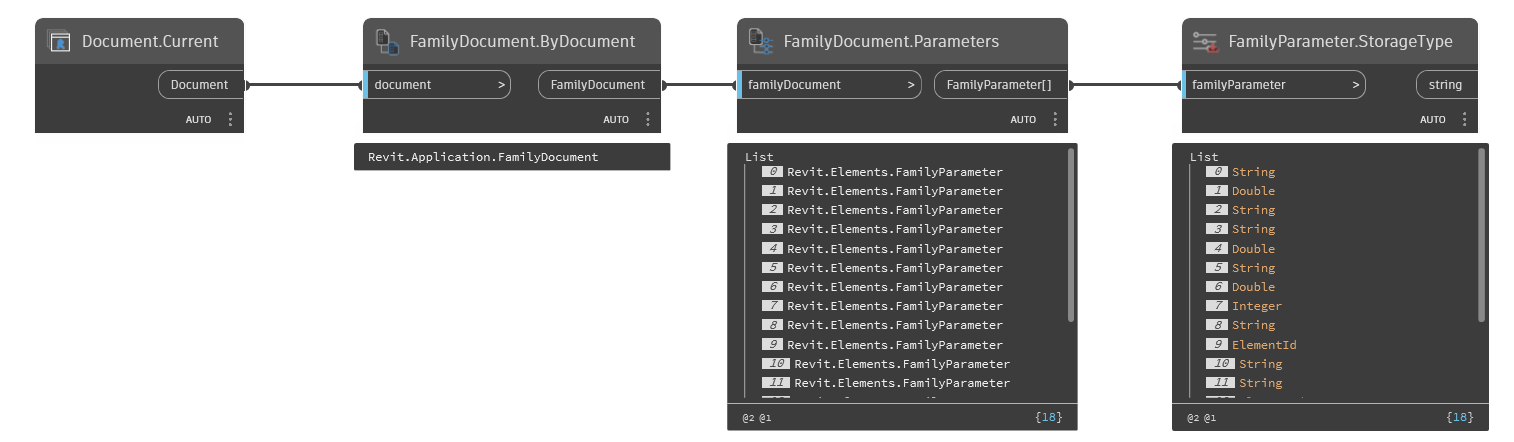 Document.Current
Document
AUTO
FamilyDocument.ByDocument
document >
FamilyDocument
AUTO
Revit.Application.FamilyDocument
FamilyDocument.Parameters
familyDocument >
FamilyParameter[]
AUTO
List
0 Revit.Elements.FamilyParameter
1 Revit.Elements.FamilyParameter
2 Revit.Elements.FamilyParameter
3 Revit.Elements.FamilyParameter
4 Revit.Elements.FamilyParameter
5 Revit.Elements.FamilyParameter
6 Revit.Elements.FamilyParameter
7 Revit.Elements.FamilyParameter
8 Revit.Elements.FamilyParameter
9 Revit.Elements.FamilyParameter
10 Revit.Elements.FamilyParameter
11 Revit.Elements.FamilyParameter
@2 @1 {18}
FamilyParameter.StorageType
familyParameter >
string
AUTO
List
0 String
1 Double
2 String
3 String
4 Double
5 String
6 Double
7 Integer
8 String
9 ElementId
10 String
11 String
@2 @1 {18}